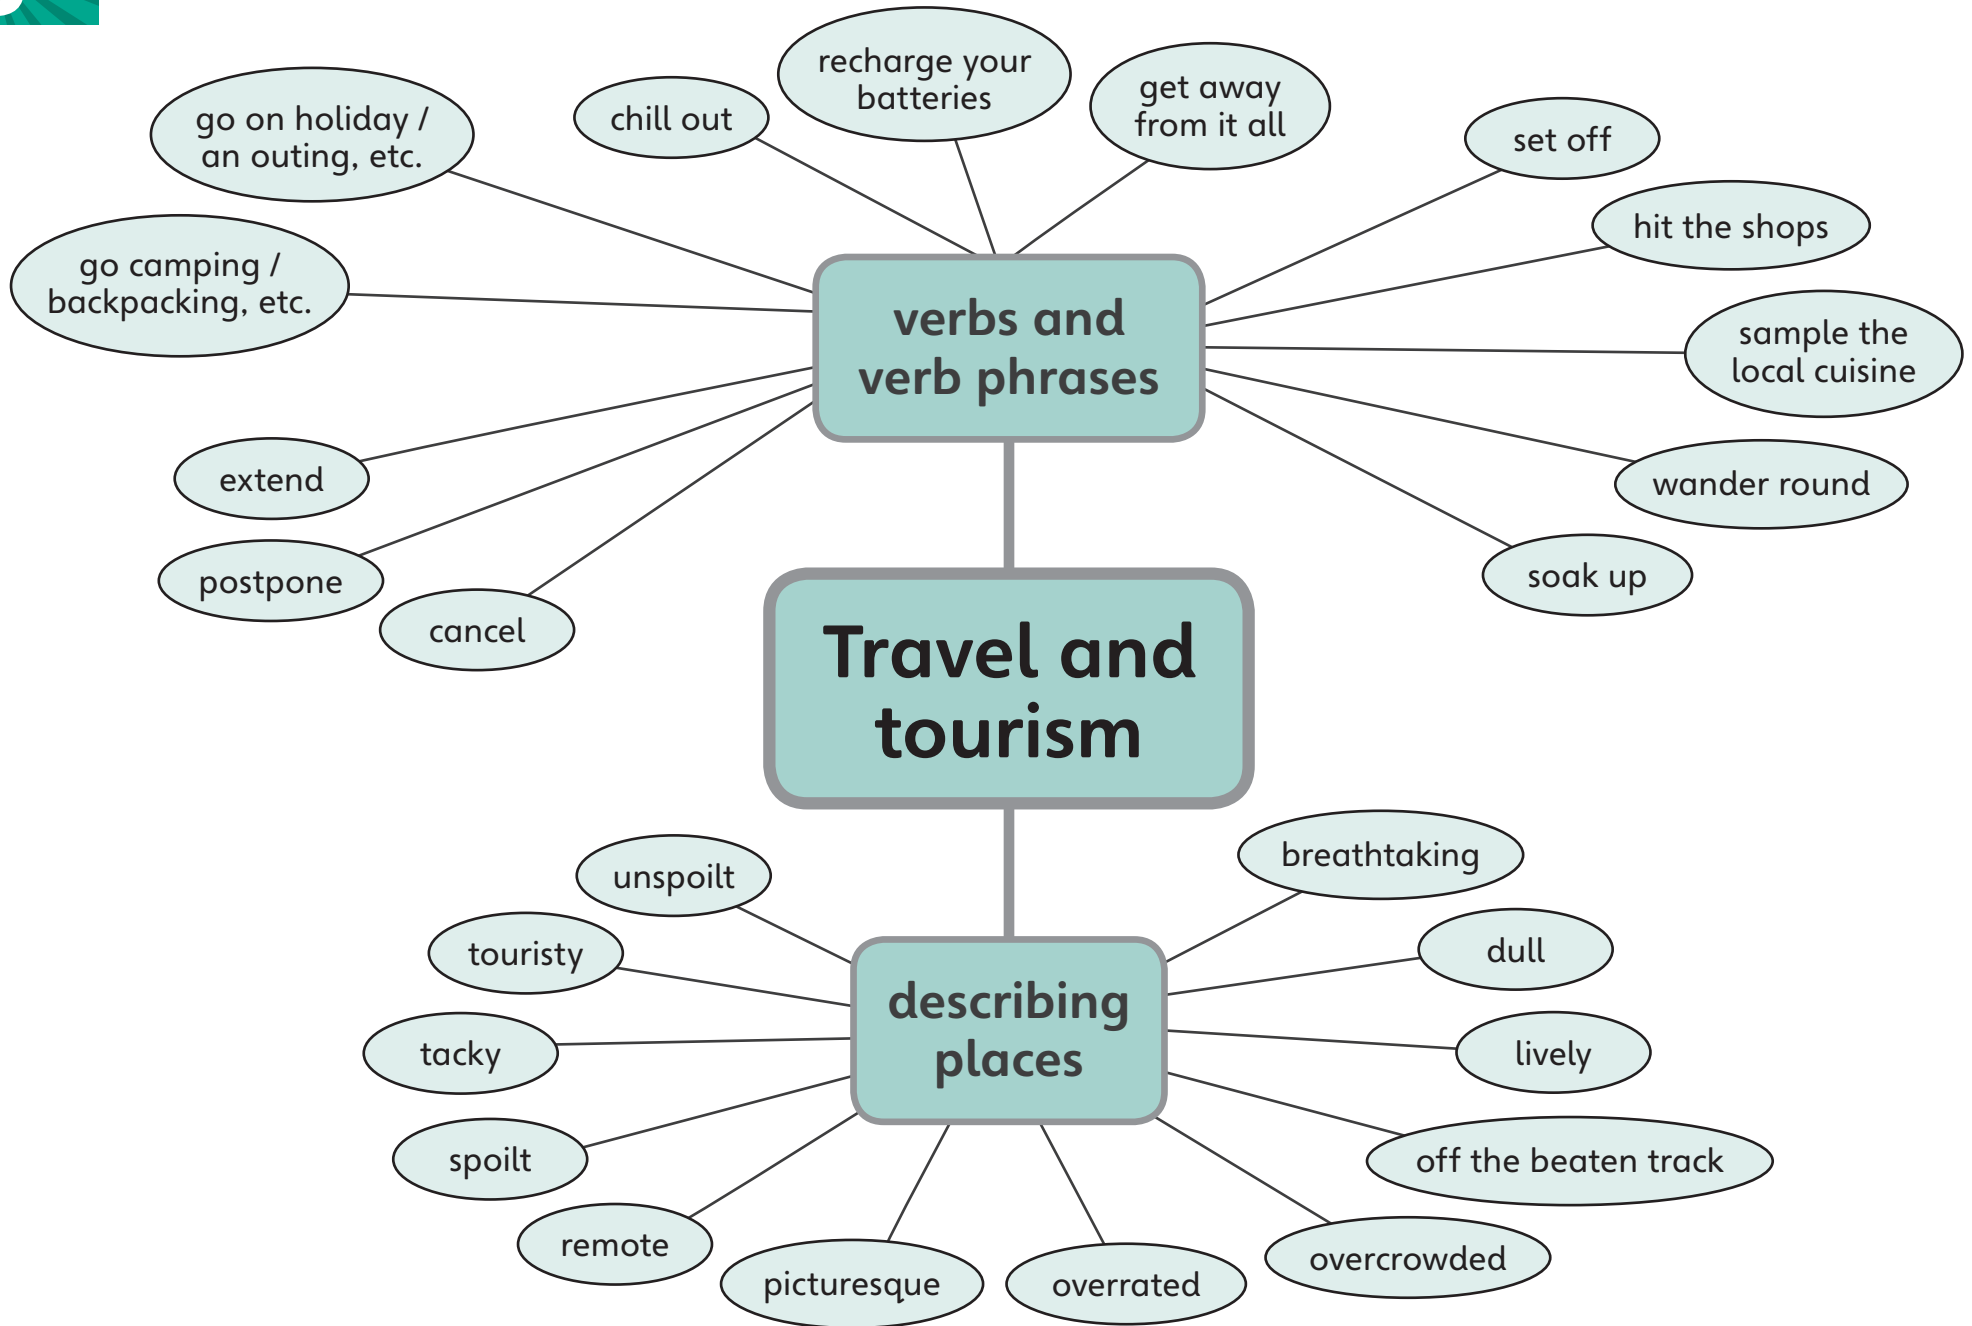 recharge your
batteries
get away
from it all
go on holiday /
an outing, etc.
chill out
set off
hit the shops
go camping /
backpacking, etc.
verbs and
verb phrases
sample the
local cuisine
extend
wander round
postpone
soak up
cancel
Travel and
tourism
unspoilt
breathtaking
touristy
dull
describing
places
tacky
lively
spoilt
off the beaten track
remote
picturesque
overrated
overcrowded